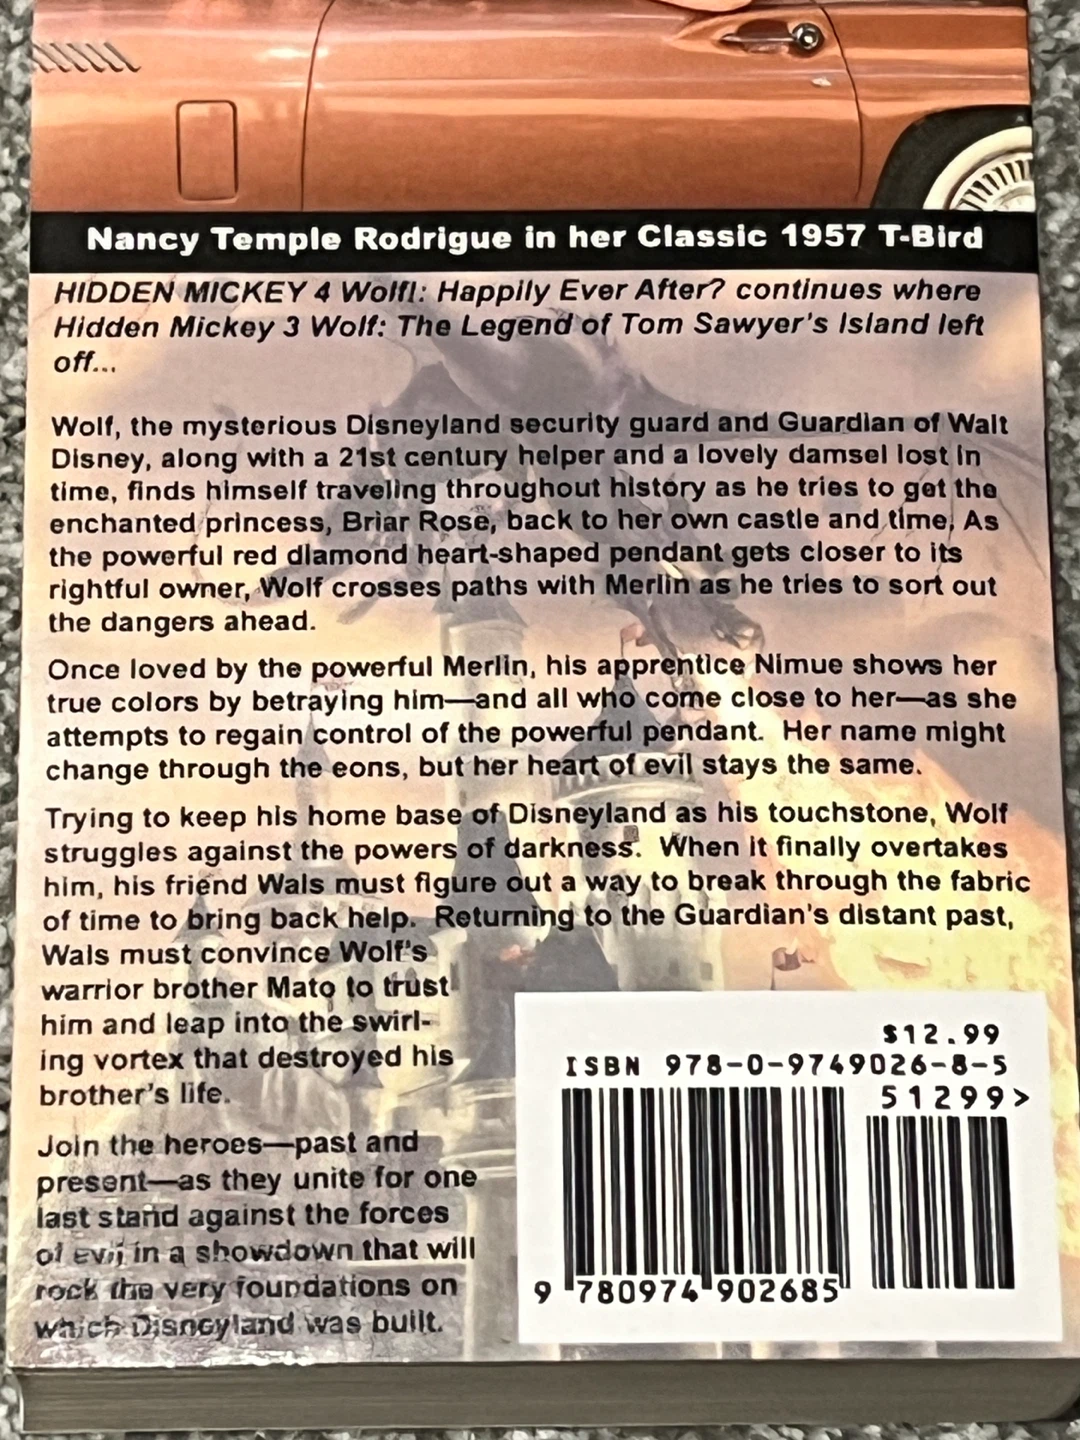 Nancy Temple Rodrigue in her Classic 1957 T-Bird
HIDDEN MICKEY 4 Wolf!: Happily Ever After? continues where
Hidden Mickey 3 Wolf: The Legend of Tom Sawyer's Island left
off...
Wolf, the mysterious Disneyland security guard and Guardian of Walt
Disney, along with a 21st century helper and a lovely damsel lost in
time, finds himself traveling throughout history as he tries to get the
enchanted princess, Briar Rose, back to her own castle and time. As
the powerful red diamond heart-shaped pendant gets closer to its
rightful owner, Wolf crosses paths with Merlin as he tries to sort out
the dangers ahead.
Once loved by the powerful Merlin, his apprentice Nimue shows her
true colors by betraying him—and all who come close to her—as she
attempts to regain control of the powerful pendant. Her name might
change through the eons, but her heart of evil stays the same.
Trying to keep his home base of Disneyland as his touchstone, Wolf
struggles against the powers of darkness. When it finally overtakes
him, his friend Wals must figure out a way to break through the fabric
of time to bring back help. Returning to the Guardian's distant past,
Wals must convince Wolf's
warrior brother Mato to trust
him and leap into the swirl-
ing vortex that destroyed his
brother's life.
Join the heroes—past and
present—as they unite for one
last stand against the forces
of evil in a showdown that will
rock the very foundations on
which Disneyland was built.
$12.99
ISBN 978-0-9749026-8-5
51299>
9 780974 902685